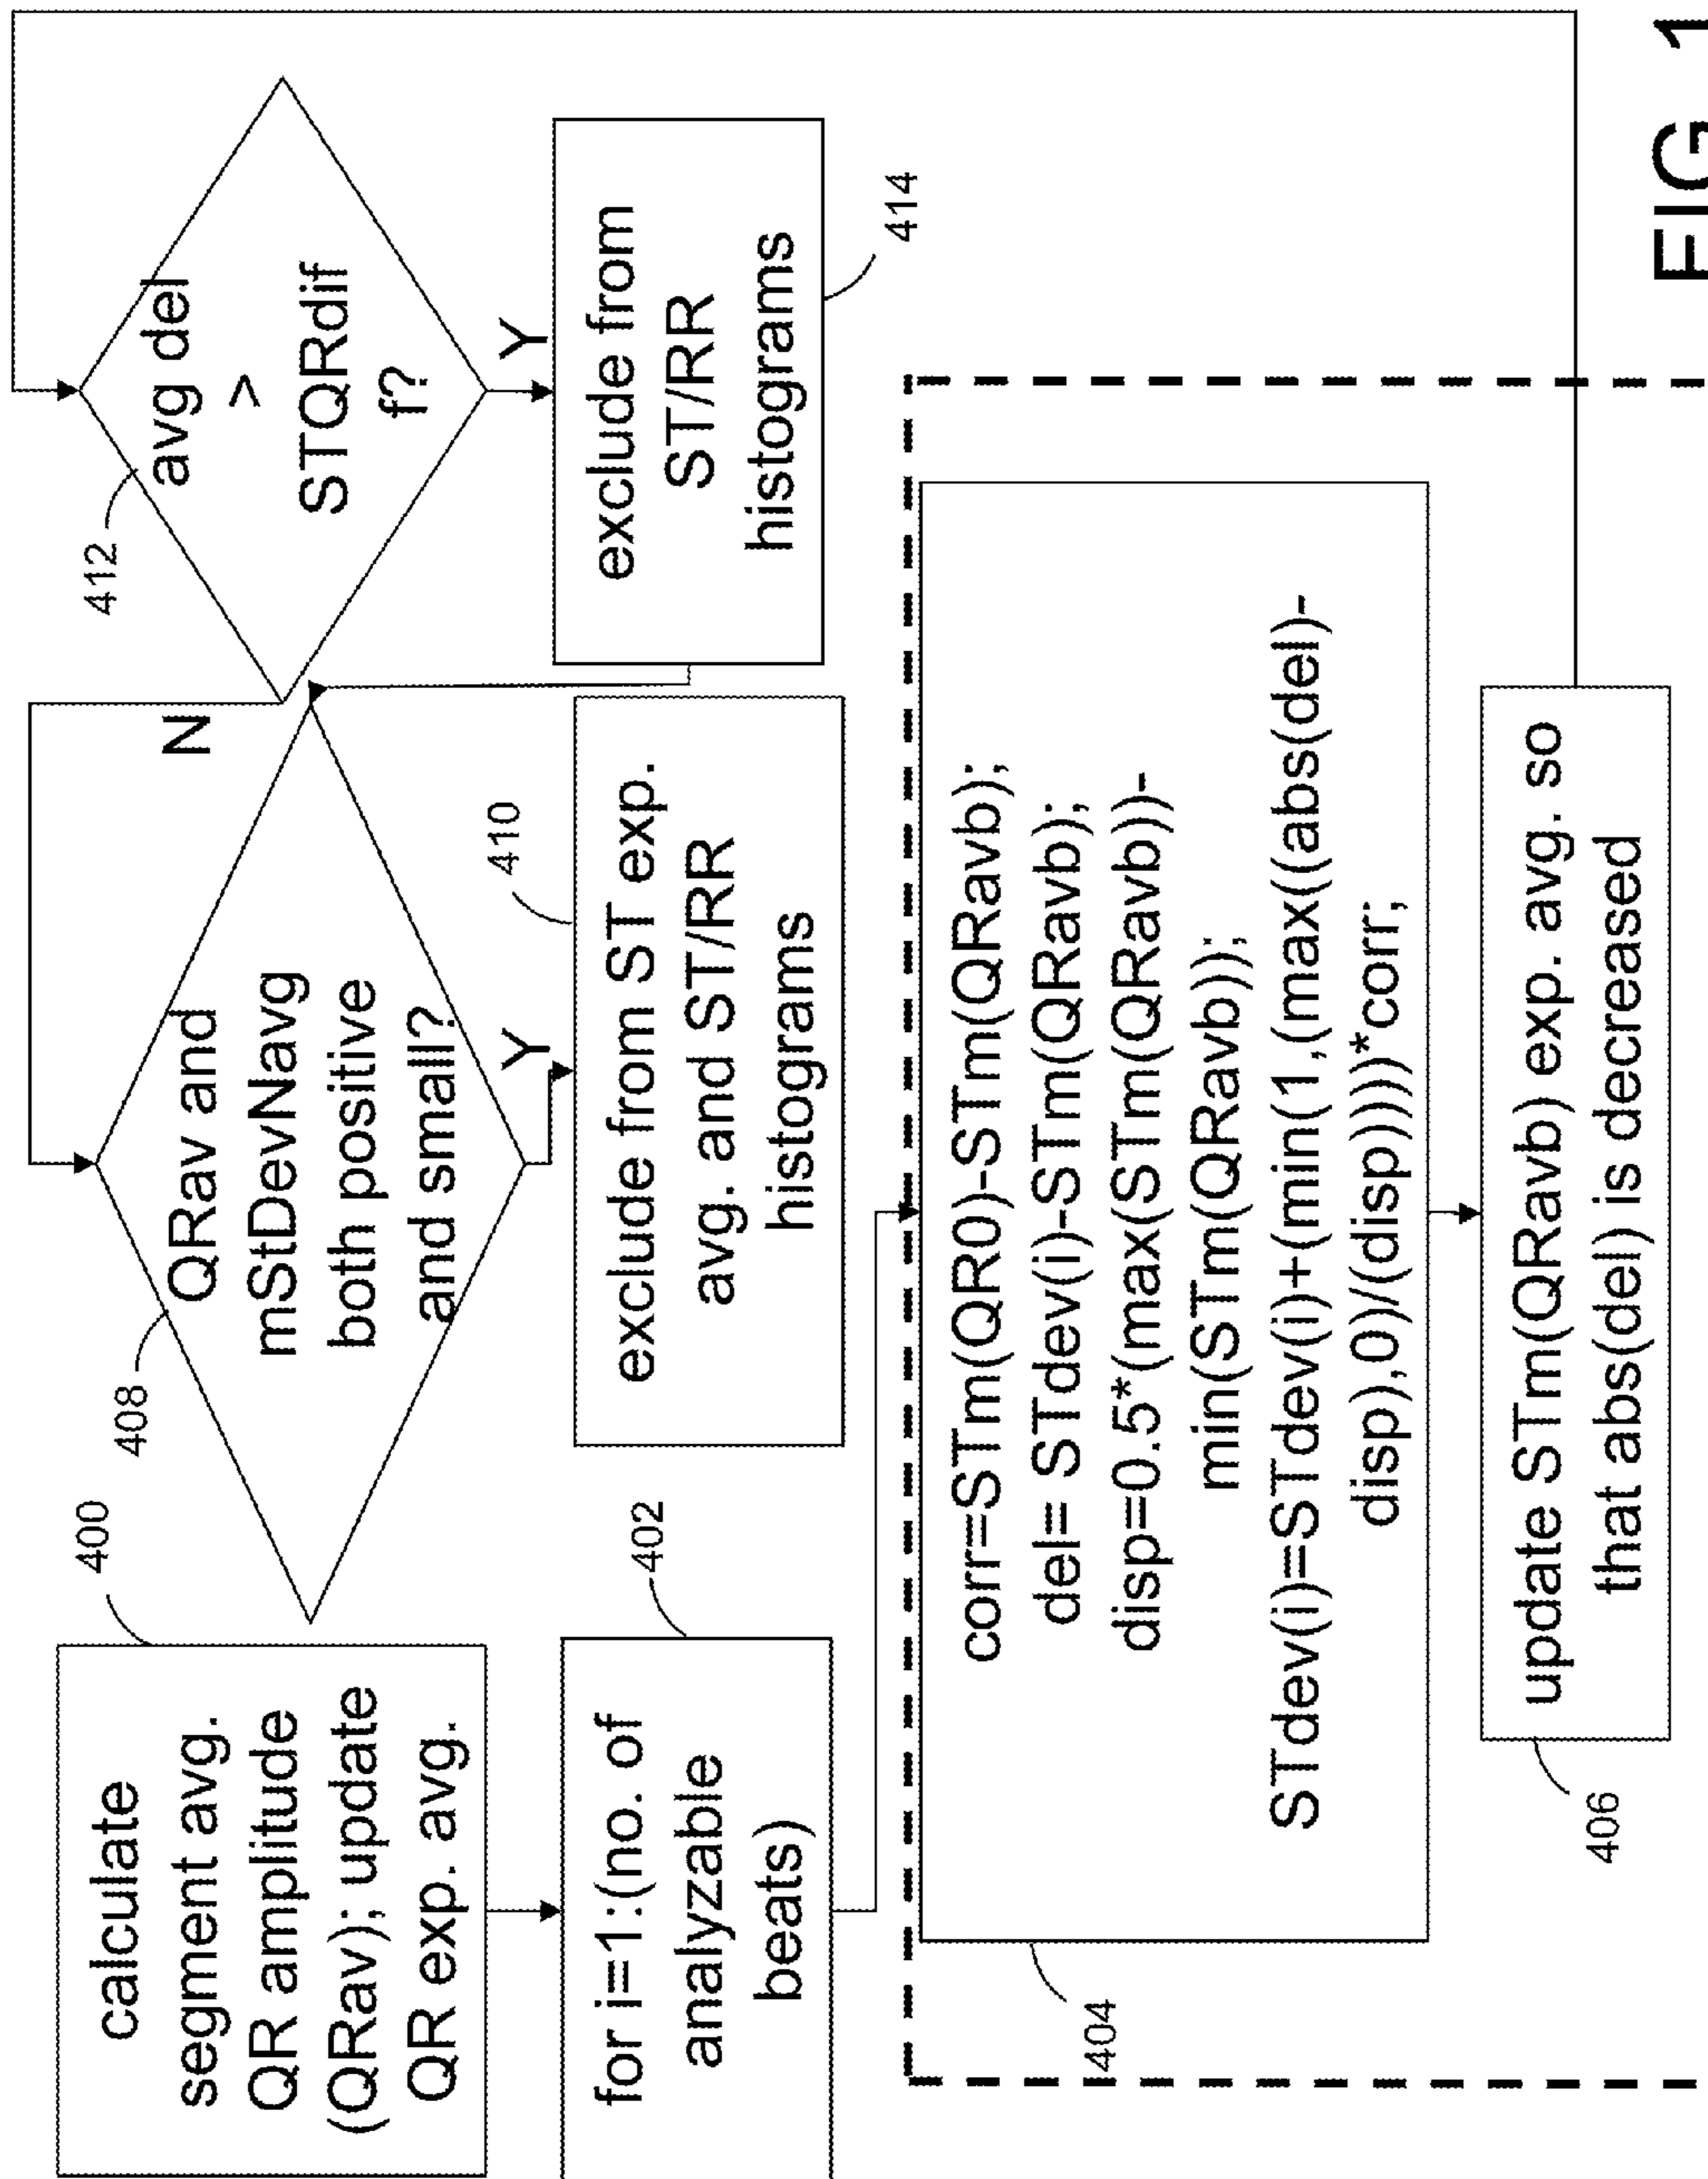 400
calculate
segment avg.
QR amplitude
(QRav); update
QR exp. avg.
402
for i=1:(no. of
analyzable
beats)
404
corr=STm(QR0)-STm(QRavb);
del= STdev(i)-STm(QRavb);
disp=0.5*(max(STm(QRavb))-
min(STm(QRavb));
STdev(i)=STdev(i)+(min(1,(max((abs(del)-
disp),0)/(disp)))))*corr;
406
update STm(QRavb) exp. avg. so
that abs(del) is decreased
408
QRav and
mStDevNavg
both positive
and small?
Y
410
exclude from ST exp.
avg. and ST/RR
histograms
412
avg del
>
STQRdif
f?
N
Y
414
exclude from
ST/RR
histograms
FIG. 1